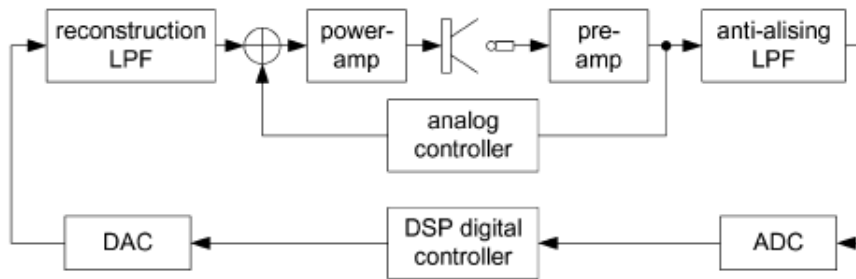 reconstruction
LPF
power-
amp
pre-
amp
anti-alising
LPF
analog
controller
DAC
DSP digital
controller
ADC